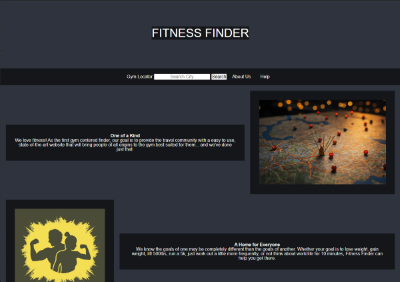 FITNESS FINDER
Gym Locator Search City... Search About Us Help
One of a Kind
We love fitness! As the first gym centered finder, our goal is to provide the travel community with a easy to use,
state of the art website that will bring people of all origins to the gym best suited for them... and we've done
just that.
A Home for Everyone
We know the goals of one may be completely different then the goals of another. Whether your goal is to lose weight, gain
weight, lift 500lbs, run a 5k, just work out a little more frequently, or not think about work/life for 10 minutes, Fitness Finder can
help you get there.